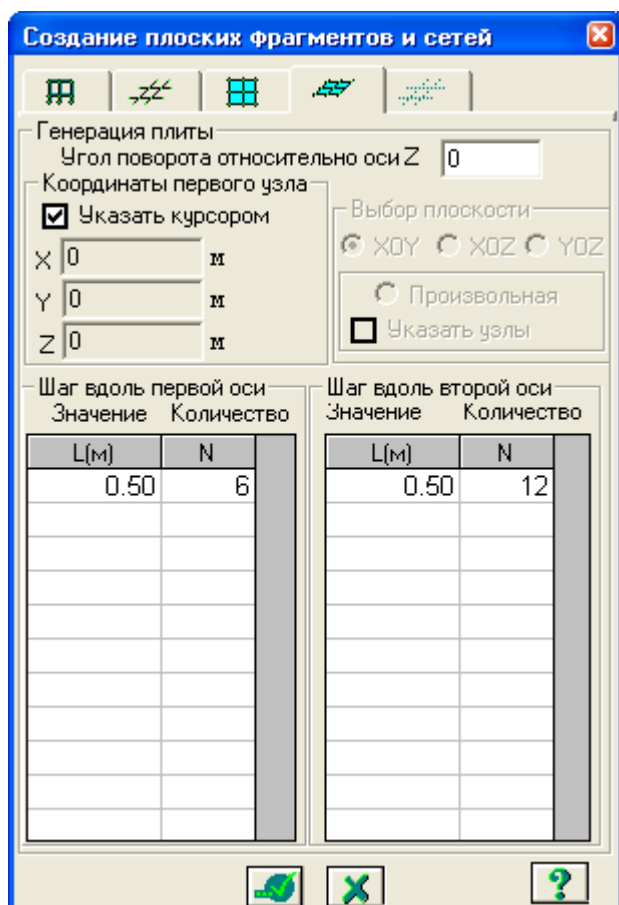 Создание плоских фрагментов и сетей
Генерация плиты
Угол поворота относительно оси Z 0
Координаты первого узла
Указать курсором
X 0 м
Y 0 м
Z 0 м
Выбор плоскости
XOY XOZ YOZ
Произвольная
Указать узлы
Шаг вдоль первой оси
Значение Количество
L(м) N
0.50 6
Шаг вдоль второй оси
Значение Количество
L(м) N
0.50 12
?